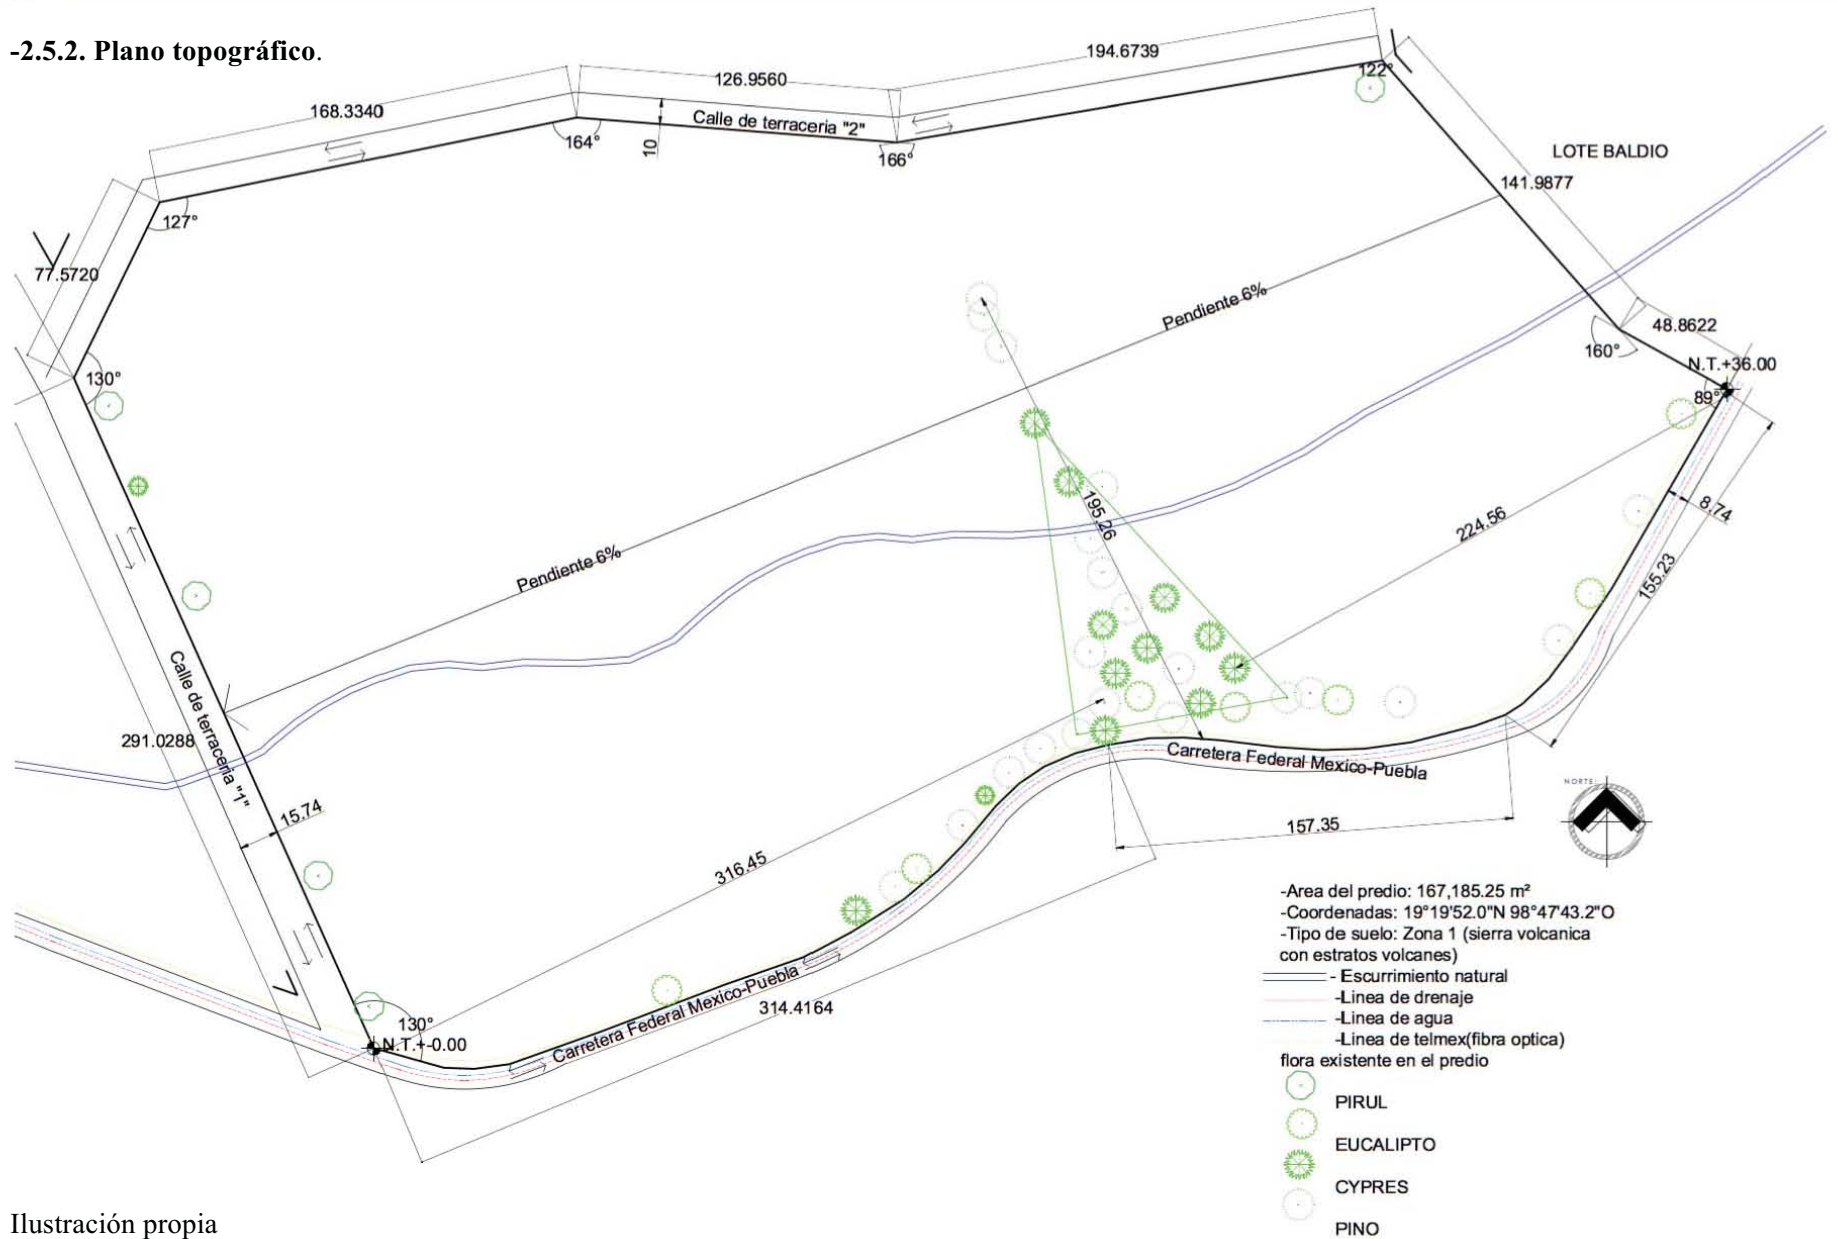 -2.5.2. Plano topográfico.
194.6739
126.9560
168.3340
122°
Calle de terraceria "2"
10
164°
166°
LOTE BALDIO
141.9877
127°
77.5720
Pendiente 6%
48.8622
160°
N.T.+36.00
130°
89°
195.26
8.74
224.56
Pendiente 6%
155.23
Calle de terraceria "1"
291.0288
Carretera Federal Mexico-Puebla
NORTE:
15.74
157.35
316.45
-Area del predio: 167,185.25 m²
-Coordenadas: 19°19'52.0"N 98°47'43.2"O
-Tipo de suelo: Zona 1 (sierra volcanica
con estratos volcanes)
- Escurrimiento natural
-Linea de drenaje
-Linea de agua
-Linea de telmex(fibra optica)
flora existente en el predio
Carretera Federal Mexico-Puebla
314.4164
130°
N.T.+-0.00
PIRUL
EUCALIPTO
CYPRES
PINO
Ilustración propia